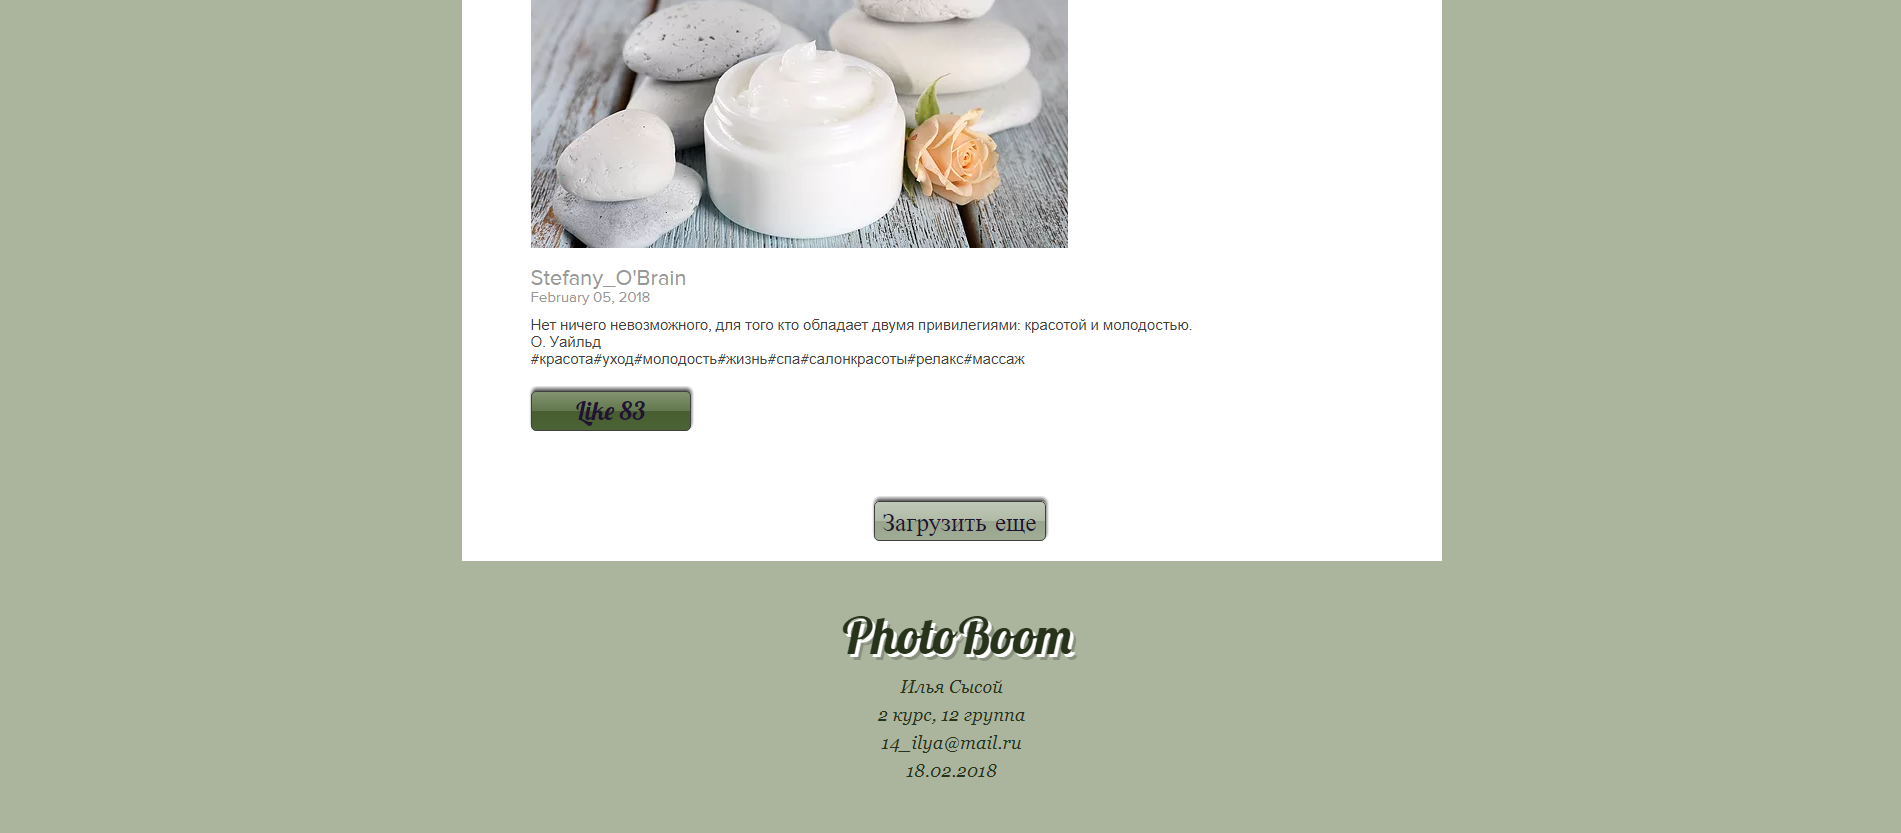 Stefany_O'Brain
February 05, 2018
Нет ничего невозможного, для того кто обладает двумя привилегиями: красотой и молодостью.
О. Уайльд
#красота#уход#молодость#жизнь#спа#салонкрасоты#релакс#массаж
Like 83
Загрузить еще
PhotoBoom
Илья Сысой
2 курс, 12 группа
14_ilya@mail.ru
18.02.2018